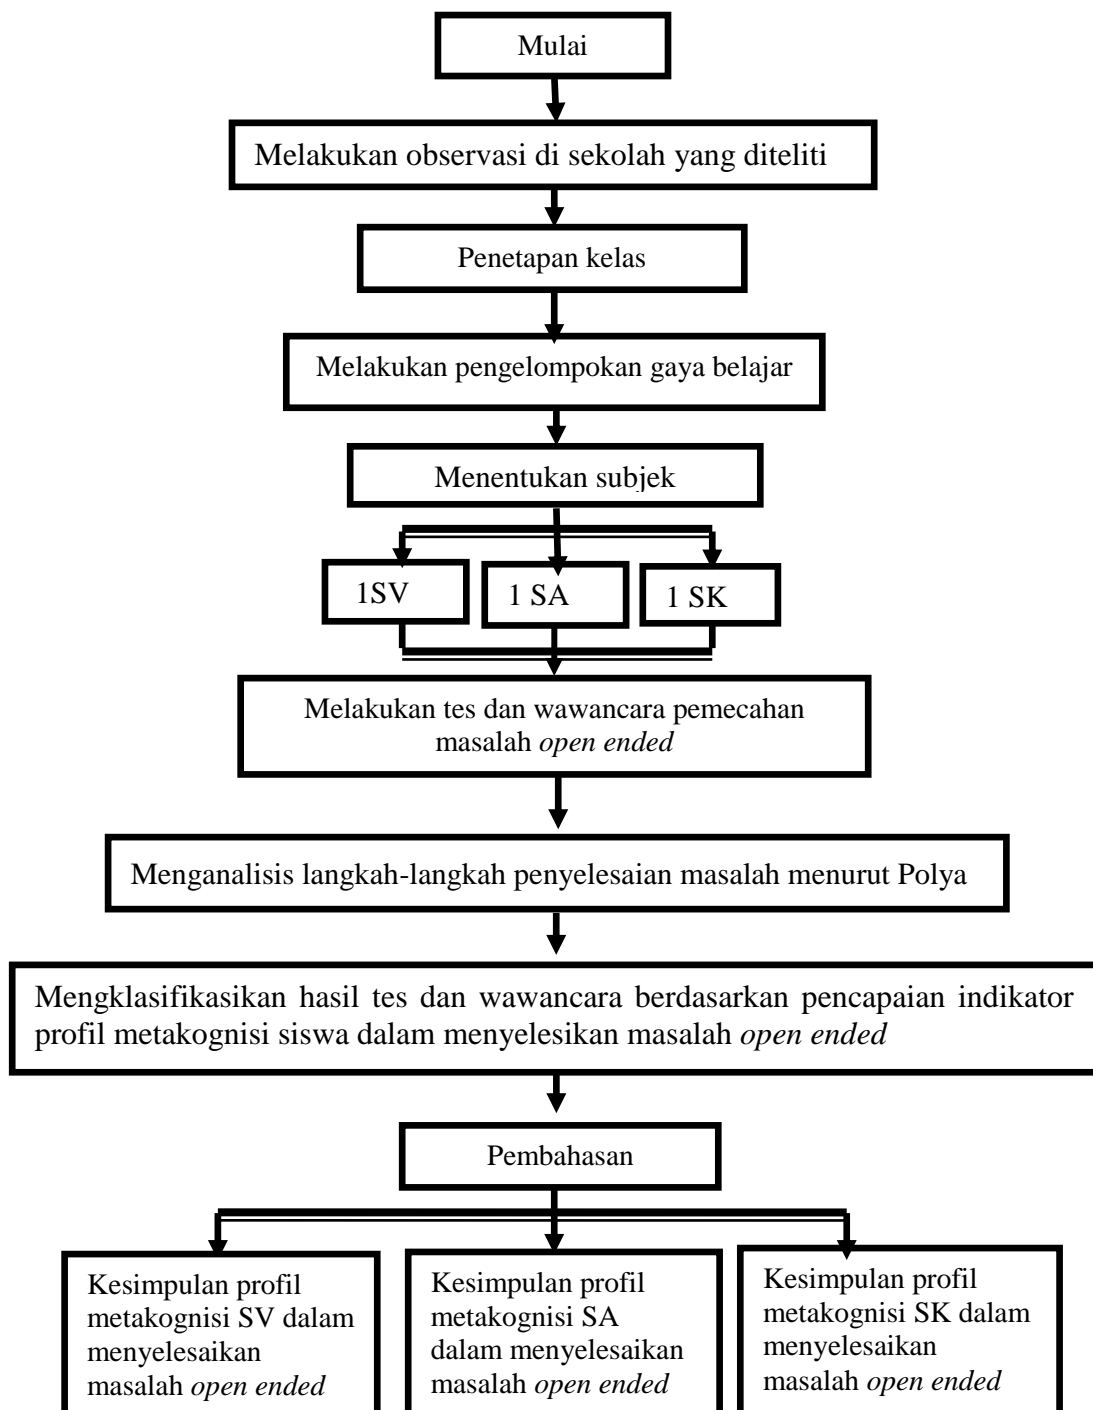 Mulai
Melakukan observasi di sekolah yang diteliti
Penetapan kelas
Melakukan pengelompokan gaya belajar
Menentukan subjek
1SV
1 SA
1 SK
Melakukan tes dan wawancara pemecahan
masalah open ended
Menganalisis langkah-langkah penyelesaian masalah menurut Polya
Mengklasifikasikan hasil tes dan wawancara berdasarkan pencapaian indikator
profil metakognisi siswa dalam menyelesikan masalah open ended
Pembahasan
Kesimpulan profil
metakognisi SV dalam
menyelesaikan
masalah open ended
Kesimpulan profil
metakognisi SA
dalam menyelesaikan
masalah open ended
Kesimpulan profil
metakognisi SK dalam
menyelesaikan
masalah open ended